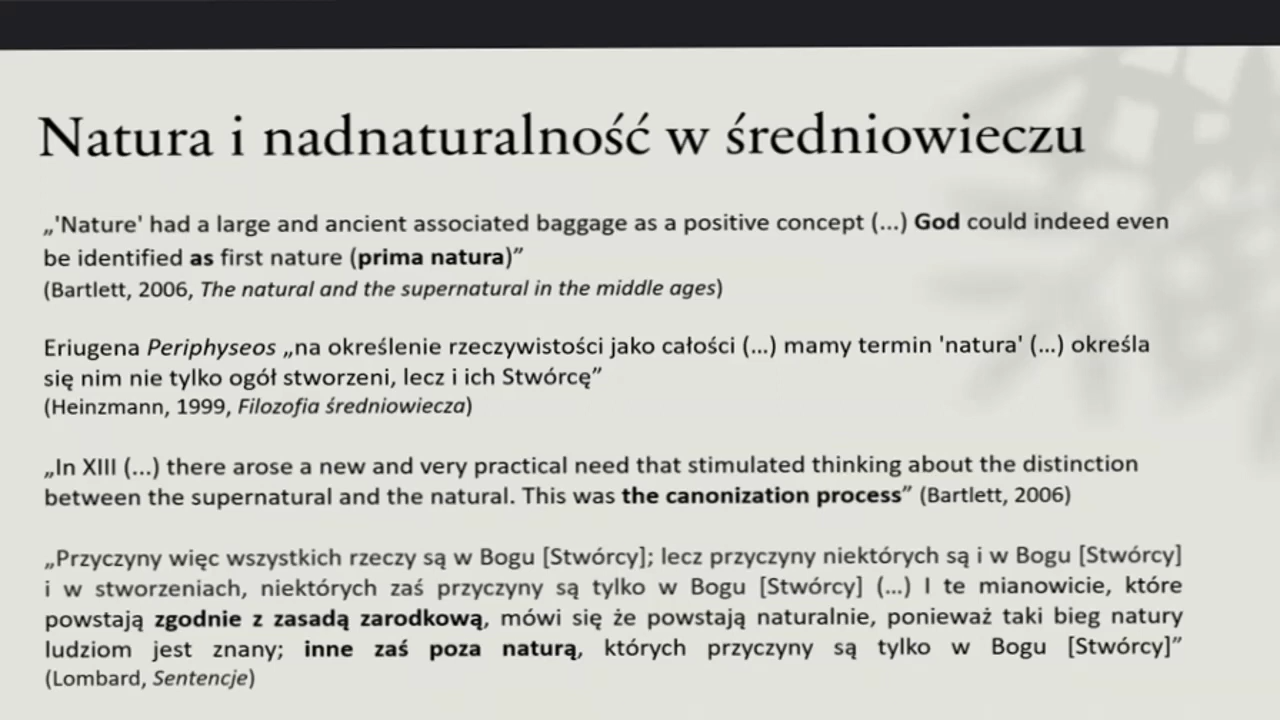 Natura i nadnaturalność w średniowieczu
„'Nature' had a large and ancient associated baggage as a positive concept (...) God could indeed even
be identified as first nature (prima natura)”
(Bartlett, 2006, The natural and the supernatural in the middle ages)
Eriugena Periphyseos „na określenie rzeczywistości jako całości (...) mamy termin 'natura' (...) określa
się nim nie tylko ogół stworzeni, lecz i ich Stwórcę”
(Heinzmann, 1999, Filozofia średniowiecza)
„In XIII (...) there arose a new and very practical need that stimulated thinking about the distinction
between the supernatural and the natural. This was the canonization process” (Bartlett, 2006)
„Przyczyny więc wszystkich rzeczy są w Bogu [Stwórcy]; lecz przyczyny niektórych są i w Bogu [Stwórcy]
i w stworzeniach, niektórych zaś przyczyny są tylko w Bogu [Stwórcy] (...) I te mianowicie, które
powstają zgodnie z zasadą zarodkową, mówi się że powstają naturalnie, ponieważ taki bieg natury
ludziom jest znany; inne zaś poza naturą, których przyczyny są tylko w Bogu [Stwórcy]”
(Lombard, Sentencje)